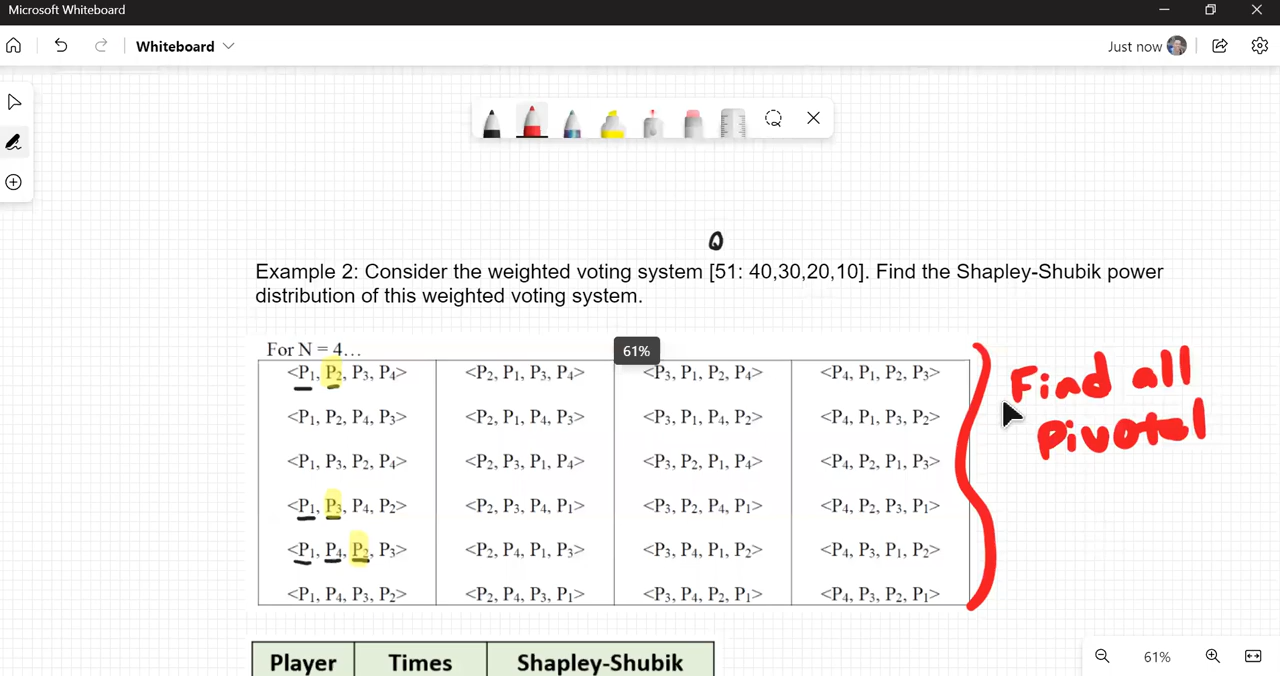 Microsoft Whiteboard
Whiteboard
Just now
Q
Example 2: Consider the weighted voting system [51: 40,30,20,10]. Find the Shapley-Shubik power
distribution of this weighted voting system.
For N = 4…
61%
<P₁, P₂, P₃, P₄> <P₂, P₁, P₃, P₄> <P₃, P₁, P₂, P₄> <P₄, P₁, P₂, P₃>
<P₁, P₂, P₄, P₃> <P₂, P₁, P₄, P₃> <P₃, P₁, P₄, P₂> <P₄, P₁, P₃, P₂>
<P₁, P₃, P₂, P₄> <P₂, P₃, P₁, P₄> <P₃, P₂, P₁, P₄> <P₄, P₂, P₁, P₃>
<P₁, P₃, P₄, P₂> <P₂, P₃, P₄, P₁> <P₃, P₂, P₄, P₁> <P₄, P₂, P₃, P₁>
<P₁, P₄, P₂, P₃> <P₂, P₄, P₁, P₃> <P₃, P₄, P₁, P₂> <P₄, P₃, P₁, P₂>
<P₁, P₄, P₃, P₂> <P₂, P₄, P₃, P₁> <P₃, P₄, P₂, P₁> <P₄, P₃, P₂, P₁>
Find all
Pivotal
Player Times Shapley-Shubik
61%